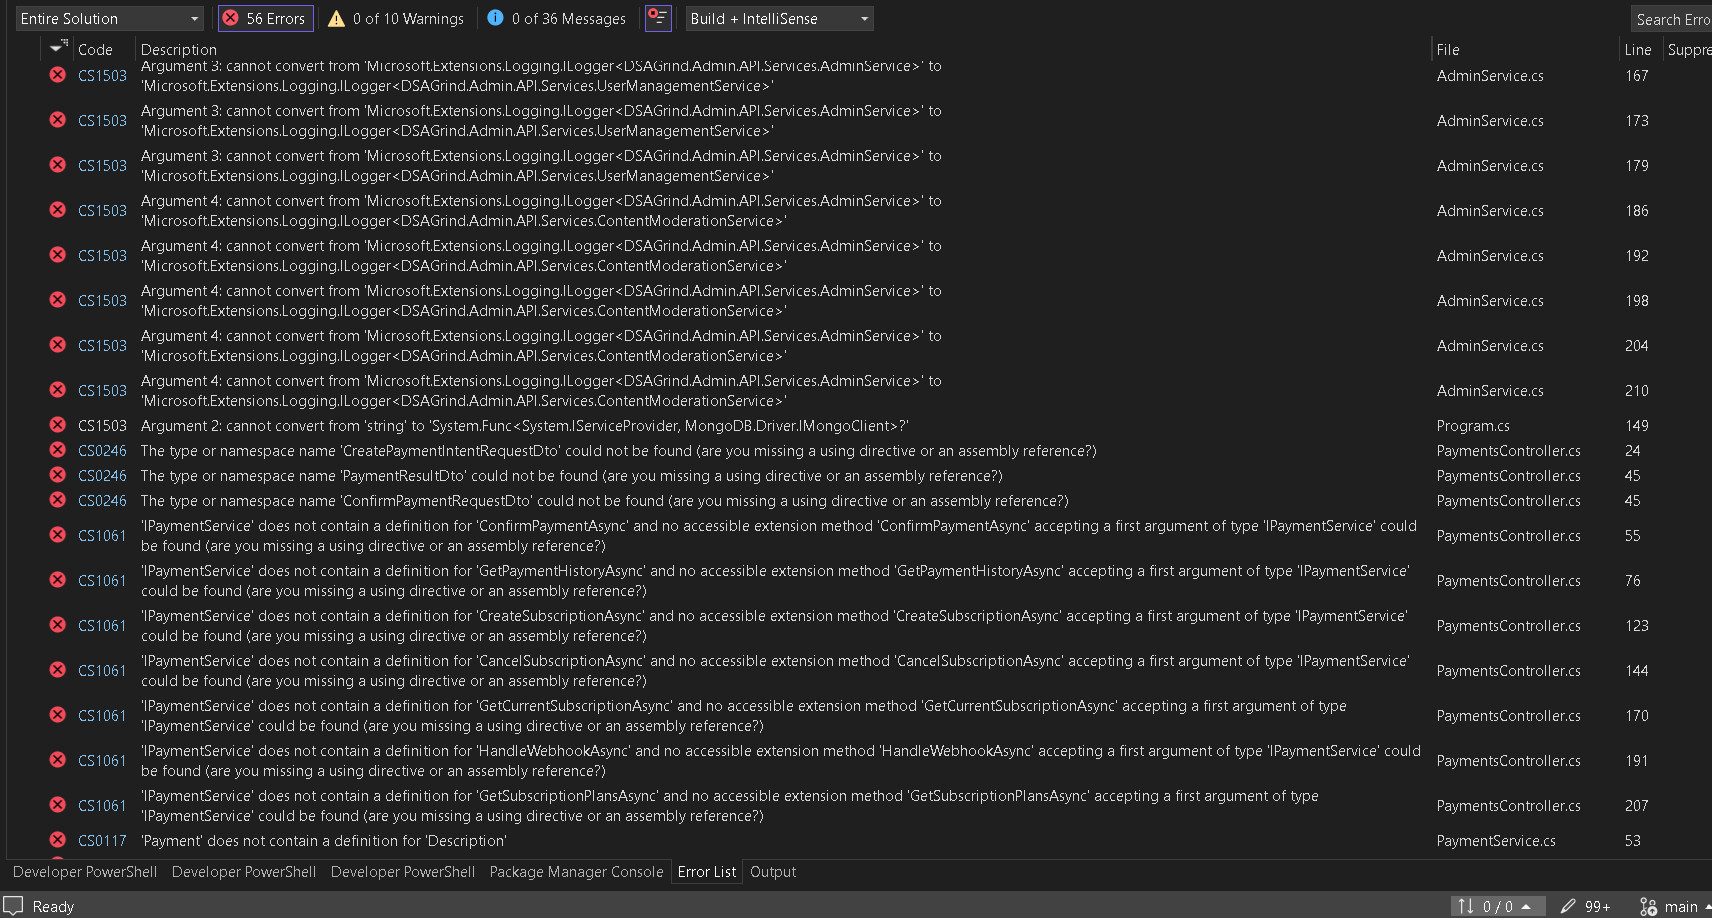 Entire Solution 56 Errors 0 of 10 Warnings 0 of 36 Messages Build + IntelliSense Search Erro
Code Description File Line Suppre
CS1503 Argument 3: cannot convert from 'Microsoft.Extensions.Logging.ILogger<DSAGrind.Admin.API.Services.AdminService>' to AdminService.cs 167
'Microsoft.Extensions.Logging.ILogger<DSAGrind.Admin.API.Services.UserManagementService>'
CS1503 Argument 3: cannot convert from 'Microsoft.Extensions.Logging.ILogger<DSAGrind.Admin.API.Services.AdminService>' to AdminService.cs 173
'Microsoft.Extensions.Logging.ILogger<DSAGrind.Admin.API.Services.UserManagementService>'
CS1503 Argument 3: cannot convert from 'Microsoft.Extensions.Logging.ILogger<DSAGrind.Admin.API.Services.AdminService>' to AdminService.cs 179
'Microsoft.Extensions.Logging.ILogger<DSAGrind.Admin.API.Services.UserManagementService>'
CS1503 Argument 4: cannot convert from 'Microsoft.Extensions.Logging.ILogger<DSAGrind.Admin.API.Services.AdminService>' to AdminService.cs 186
'Microsoft.Extensions.Logging.ILogger<DSAGrind.Admin.API.Services.ContentModerationService>'
CS1503 Argument 4: cannot convert from 'Microsoft.Extensions.Logging.ILogger<DSAGrind.Admin.API.Services.AdminService>' to AdminService.cs 192
'Microsoft.Extensions.Logging.ILogger<DSAGrind.Admin.API.Services.ContentModerationService>'
CS1503 Argument 4: cannot convert from 'Microsoft.Extensions.Logging.ILogger<DSAGrind.Admin.API.Services.AdminService>' to AdminService.cs 198
'Microsoft.Extensions.Logging.ILogger<DSAGrind.Admin.API.Services.ContentModerationService>'
CS1503 Argument 4: cannot convert from 'Microsoft.Extensions.Logging.ILogger<DSAGrind.Admin.API.Services.AdminService>' to AdminService.cs 204
'Microsoft.Extensions.Logging.ILogger<DSAGrind.Admin.API.Services.ContentModerationService>'
CS1503 Argument 4: cannot convert from 'Microsoft.Extensions.Logging.ILogger<DSAGrind.Admin.API.Services.AdminService>' to AdminService.cs 210
'Microsoft.Extensions.Logging.ILogger<DSAGrind.Admin.API.Services.ContentModerationService>'
CS1503 Argument 2: cannot convert from 'string' to 'System.Func<System.IServiceProvider, MongoDB.Driver.IMongoClient>?' Program.cs 149
CS0246 The type or namespace name 'CreatePaymentIntentRequestDto' could not be found (are you missing a using directive or an assembly reference?) PaymentsController.cs 24
CS0246 The type or namespace name 'PaymentResultDto' could not be found (are you missing a using directive or an assembly reference?) PaymentsController.cs 45
CS0246 The type or namespace name 'ConfirmPaymentRequestDto' could not be found (are you missing a using directive or an assembly reference?) PaymentsController.cs 45
CS1061 'IPaymentService' does not contain a definition for 'ConfirmPaymentAsync' and no accessible extension method 'ConfirmPaymentAsync' accepting a first argument of type 'IPaymentService' could PaymentsController.cs 55
be found (are you missing a using directive or an assembly reference?)
CS1061 'IPaymentService' does not contain a definition for 'GetPaymentHistoryAsync' and no accessible extension method 'GetPaymentHistoryAsync' accepting a first argument of type 'IPaymentService' PaymentsController.cs 76
could be found (are you missing a using directive or an assembly reference?)
CS1061 'IPaymentService' does not contain a definition for 'CreateSubscriptionAsync' and no accessible extension method 'CreateSubscriptionAsync' accepting a first argument of type 'IPaymentService' PaymentsController.cs 123
could be found (are you missing a using directive or an assembly reference?)
CS1061 'IPaymentService' does not contain a definition for 'CancelSubscriptionAsync' and no accessible extension method 'CancelSubscriptionAsync' accepting a first argument of type 'IPaymentService' PaymentsController.cs 144
could be found (are you missing a using directive or an assembly reference?)
CS1061 'IPaymentService' does not contain a definition for 'GetCurrentSubscriptionAsync' and no accessible extension method 'GetCurrentSubscriptionAsync' accepting a first argument of type PaymentsController.cs 170
'IPaymentService' could be found (are you missing a using directive or an assembly reference?)
CS1061 'IPaymentService' does not contain a definition for 'HandleWebhookAsync' and no accessible extension method 'HandleWebhookAsync' accepting a first argument of type 'IPaymentService' could PaymentsController.cs 191
be found (are you missing a using directive or an assembly reference?)
CS1061 'IPaymentService' does not contain a definition for 'GetSubscriptionPlansAsync' and no accessible extension method 'GetSubscriptionPlansAsync' accepting a first argument of type PaymentsController.cs 207
'IPaymentService' could be found (are you missing a using directive or an assembly reference?)
CS0117 'Payment' does not contain a definition for 'Description' PaymentService.cs 53
Developer PowerShell Developer PowerShell Developer PowerShell Package Manager Console Error List Output
Ready 0 / 0 99+ main